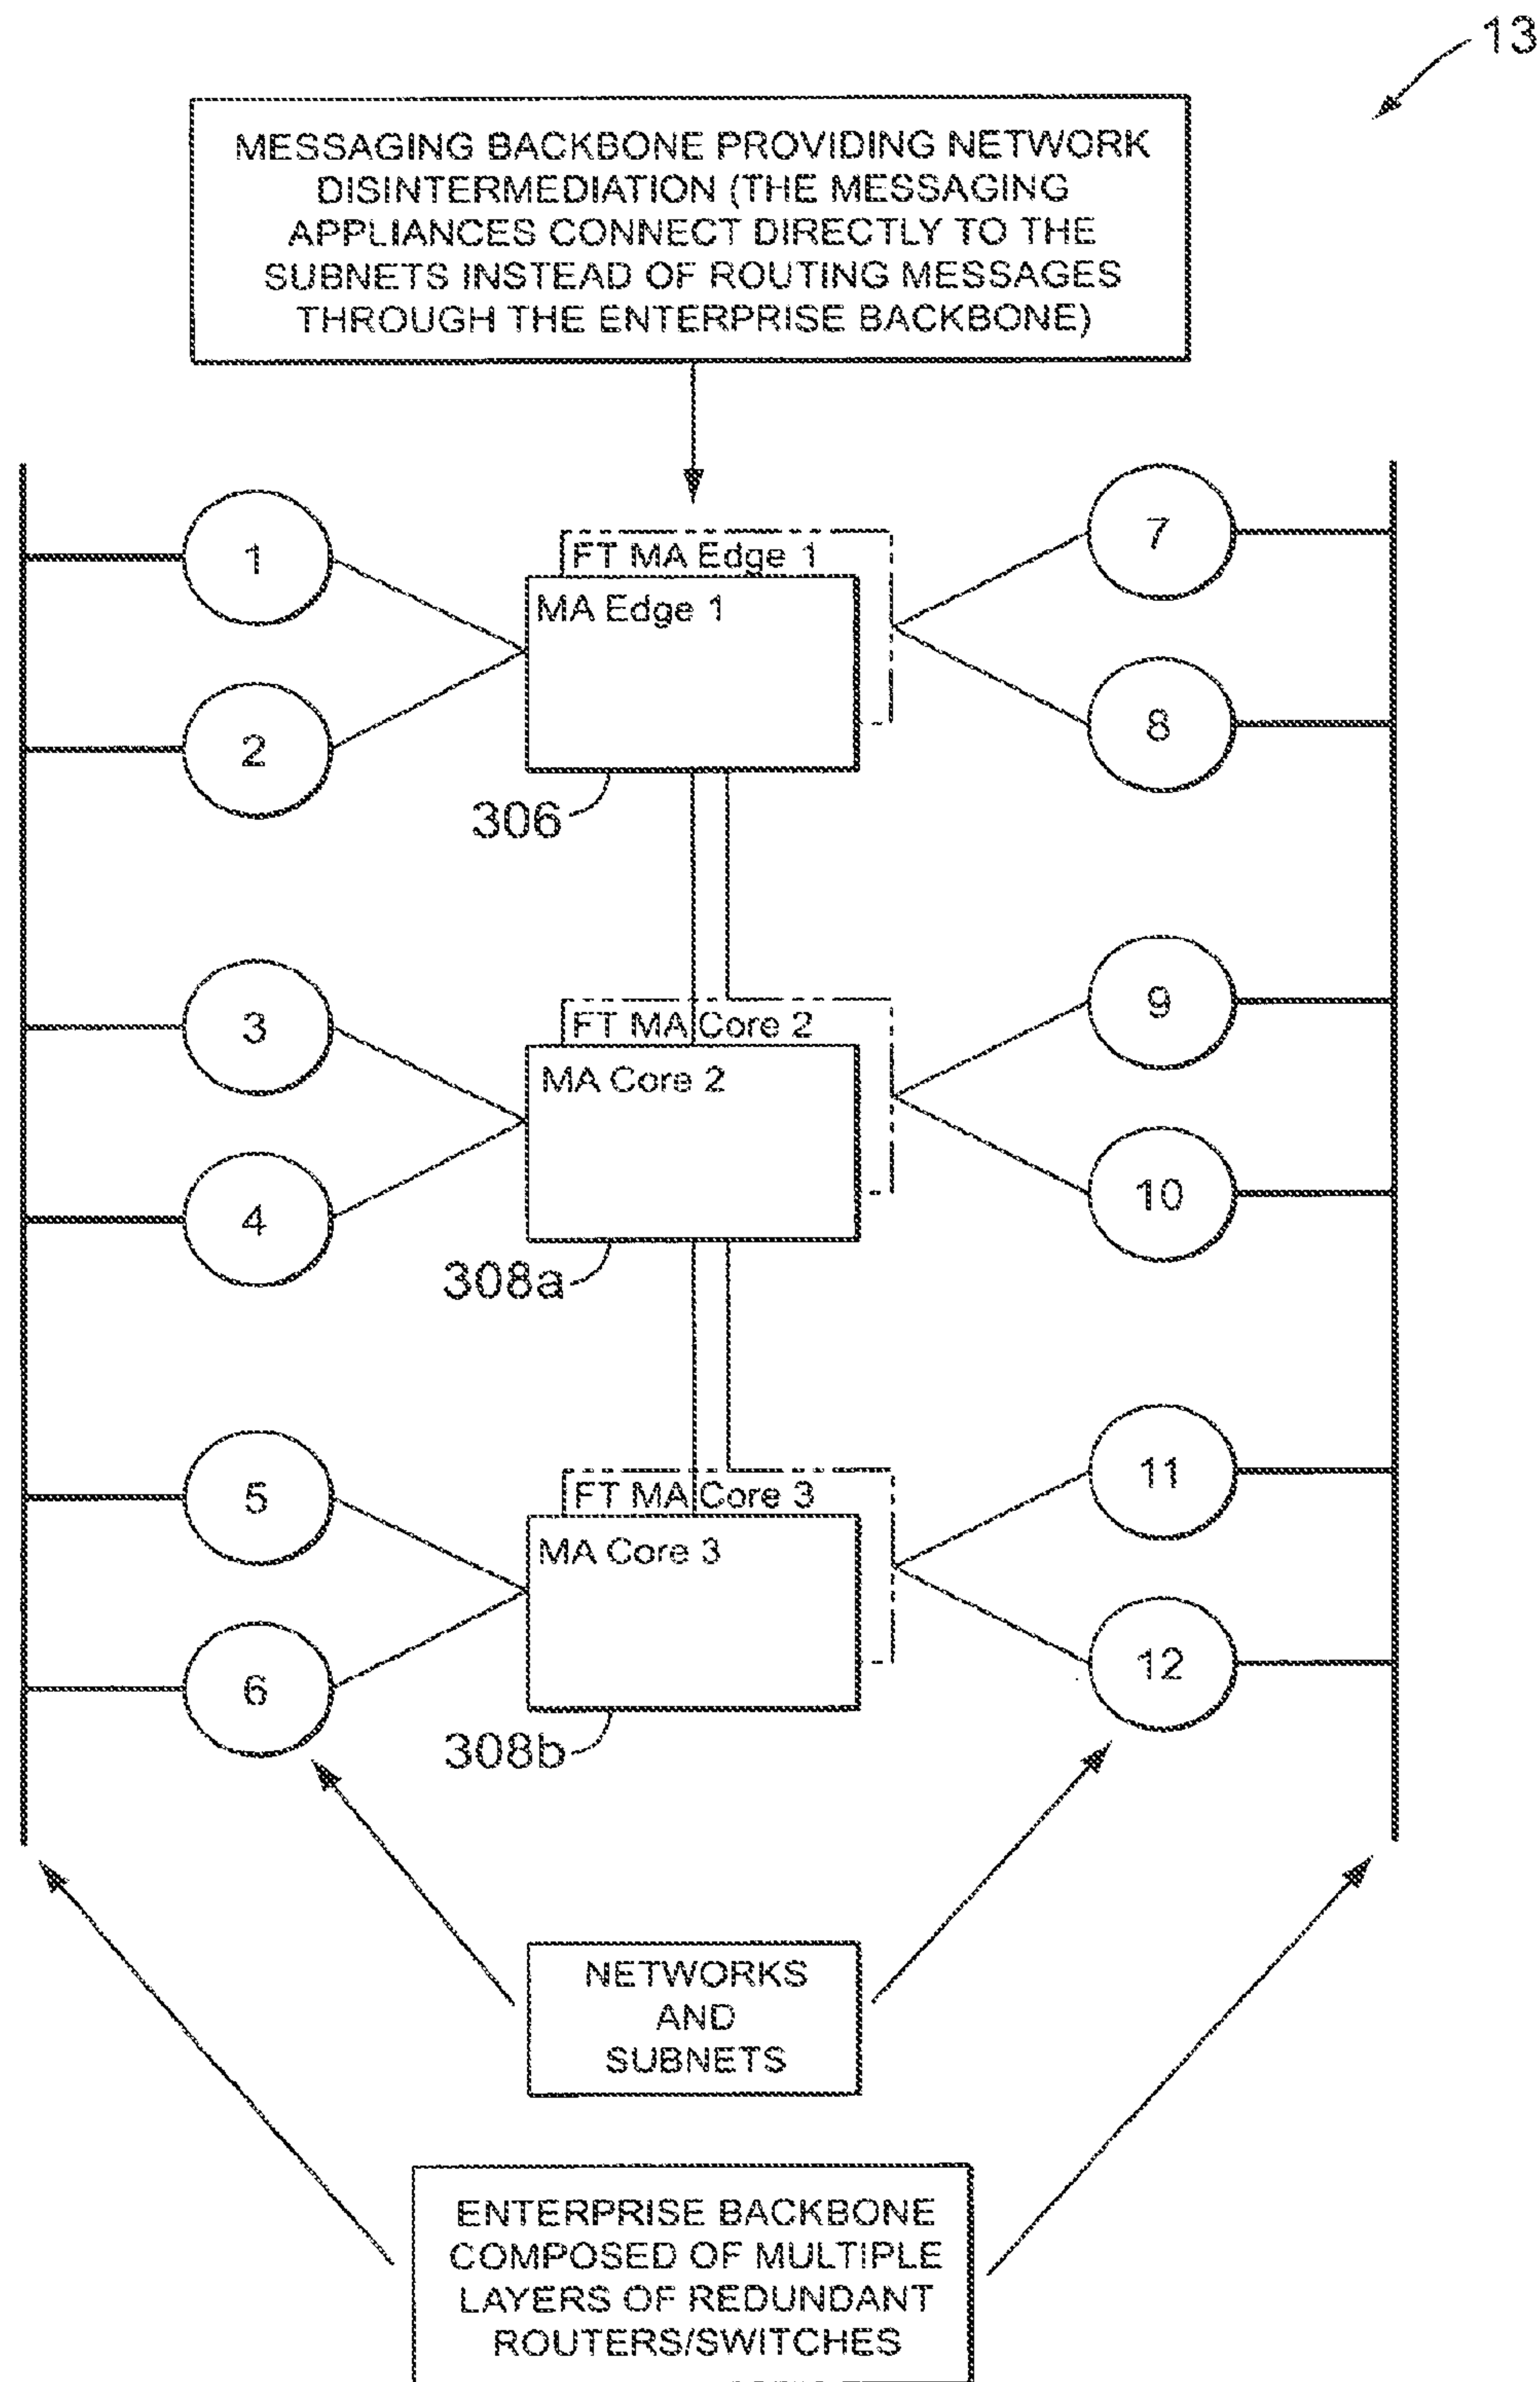 13
MESSAGING BACKBONE PROVIDING NETWORK
DISINTERMEDIATION (THE MESSAGING
APPLIANCES CONNECT DIRECTLY TO THE
SUBNETS INSTEAD OF ROUTING MESSAGES
THROUGH THE ENTERPRISE BACKBONE)
1
2
FT MA Edge 1
MA Edge 1
306
7
8
3
4
FT MA Core 2
MA Core 2
308a
9
10
5
6
FT MA Core 3
MA Core 3
308b
11
12
NETWORKS
AND
SUBNETS
ENTERPRISE BACKBONE
COMPOSED OF MULTIPLE
LAYERS OF REDUNDANT
ROUTERS/SWITCHES